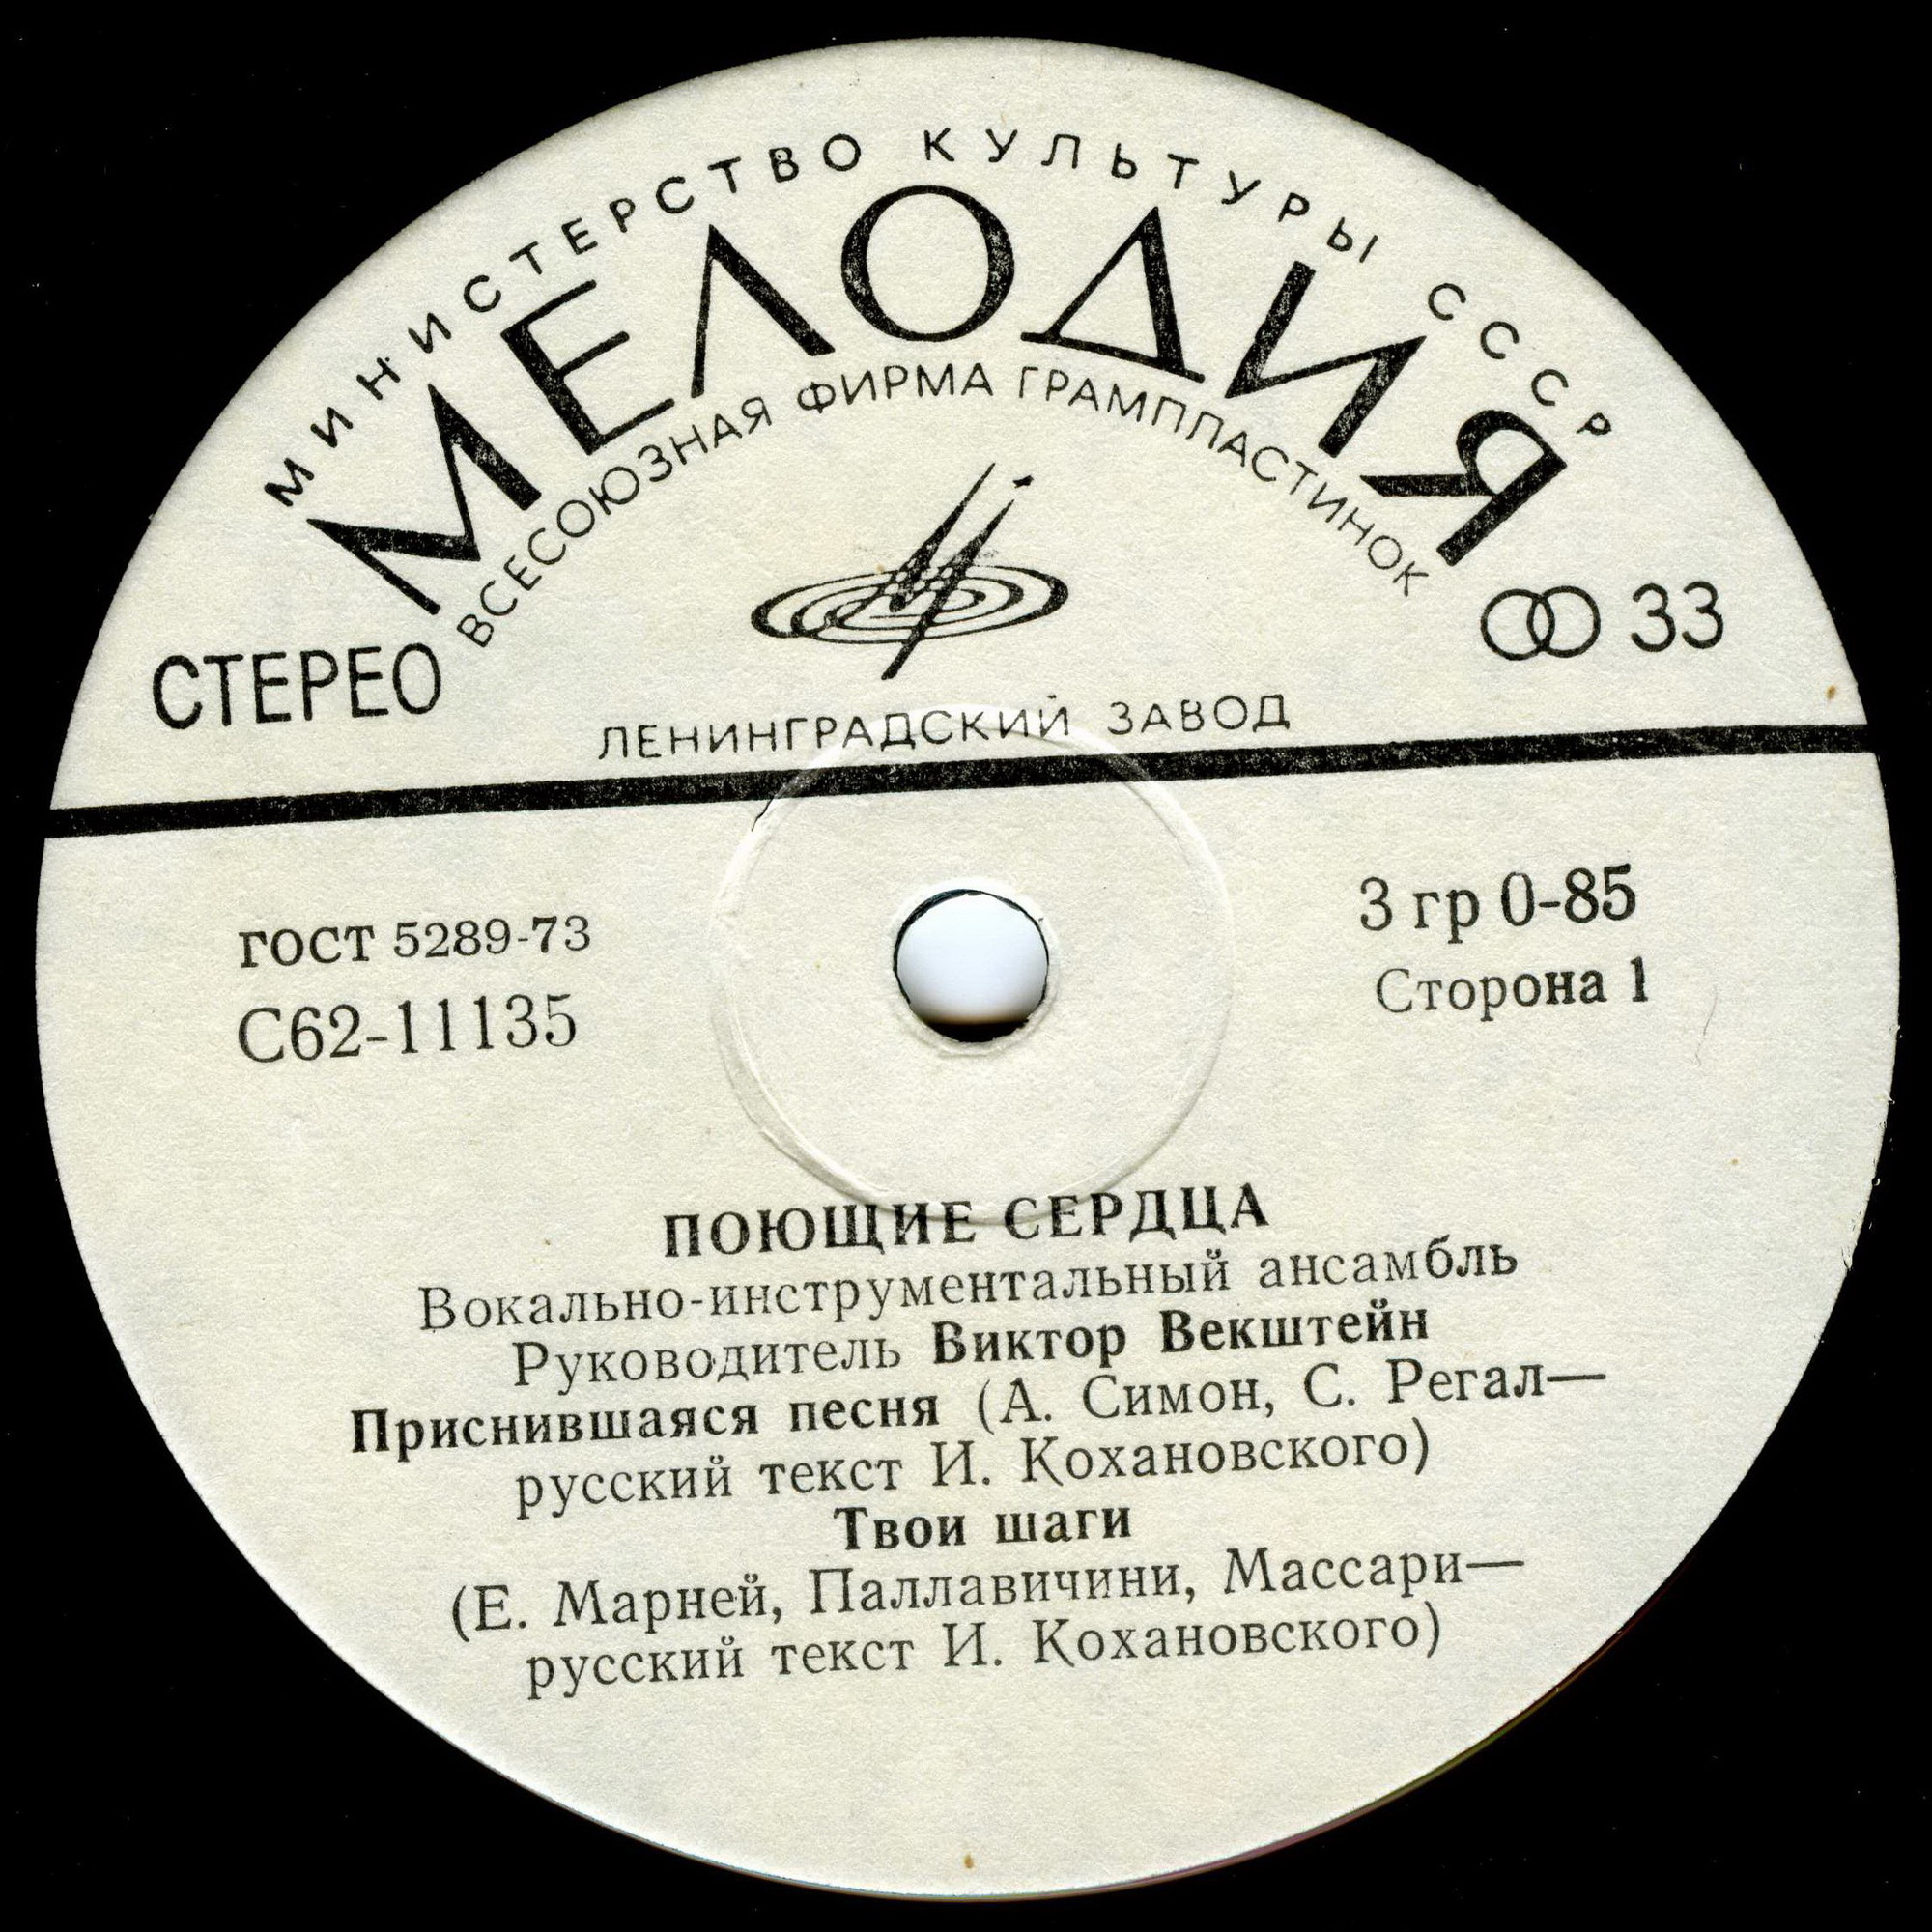 МИНИСТЕРСТВО КУЛЬТУРЫ СССР
МЕЛОДИЯ
ВСЕСОЮЗНАЯ ФИРМА ГРАМПЛАСТИНОК
СТЕРЕО
33
ЛЕНИНГРАДСКИЙ ЗАВОД
ГОСТ 5289-73
С62-11135
3 гр 0-85
Сторона 1
ПОЮЩИЕ СЕРДЦА
Вокально-инструментальный ансамбль
Руководитель Виктор Векштейн
Приснившаяся песня (А. Симон, С. Регал—
русский текст И. Кохановского)
Твои шаги
(Е. Марней, Паллавичини, Массари—
русский текст И. Кохановского)